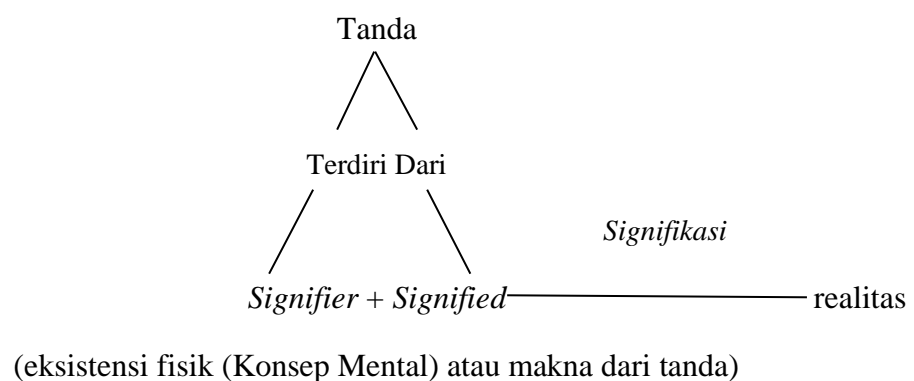 Tanda
Terdiri Dari
Signifikasi
Signifier + Signified realitas
(eksistensi fisik (Konsep Mental) atau makna dari tanda)